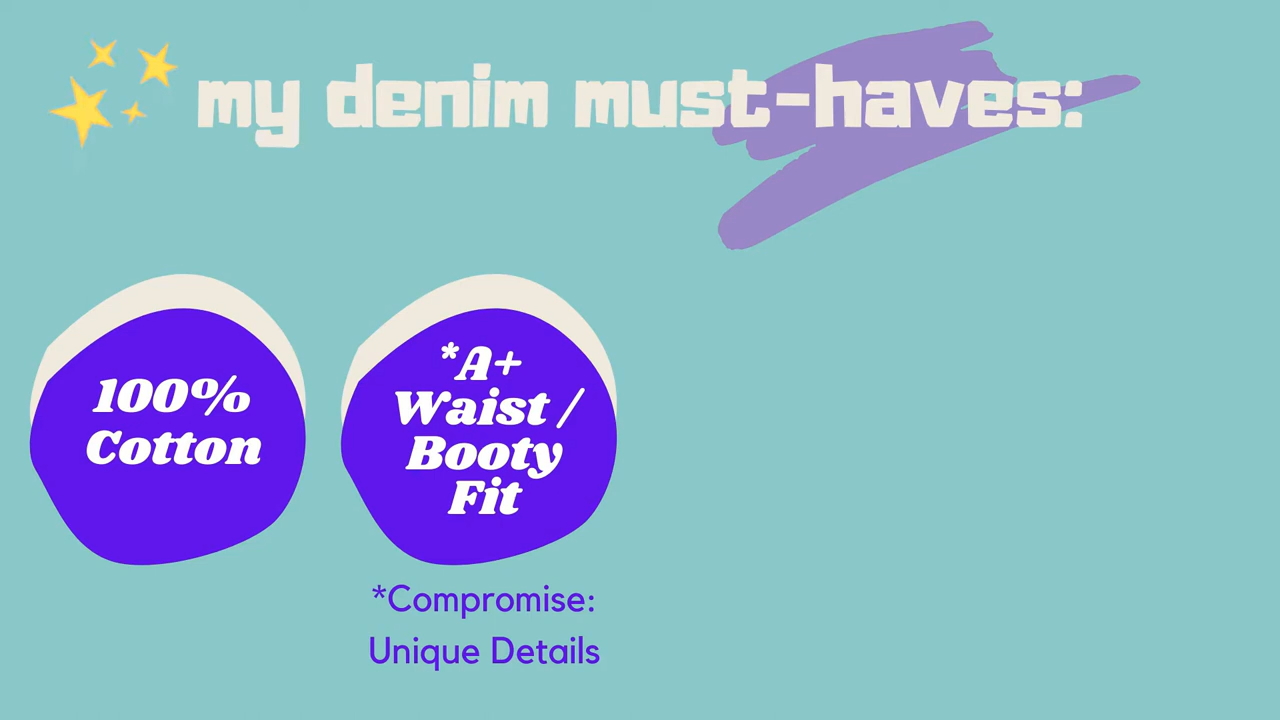 my denim must-haves:
100%
Cotton
*A+
Waist /
Booty
Fit
*Compromise:
Unique Details